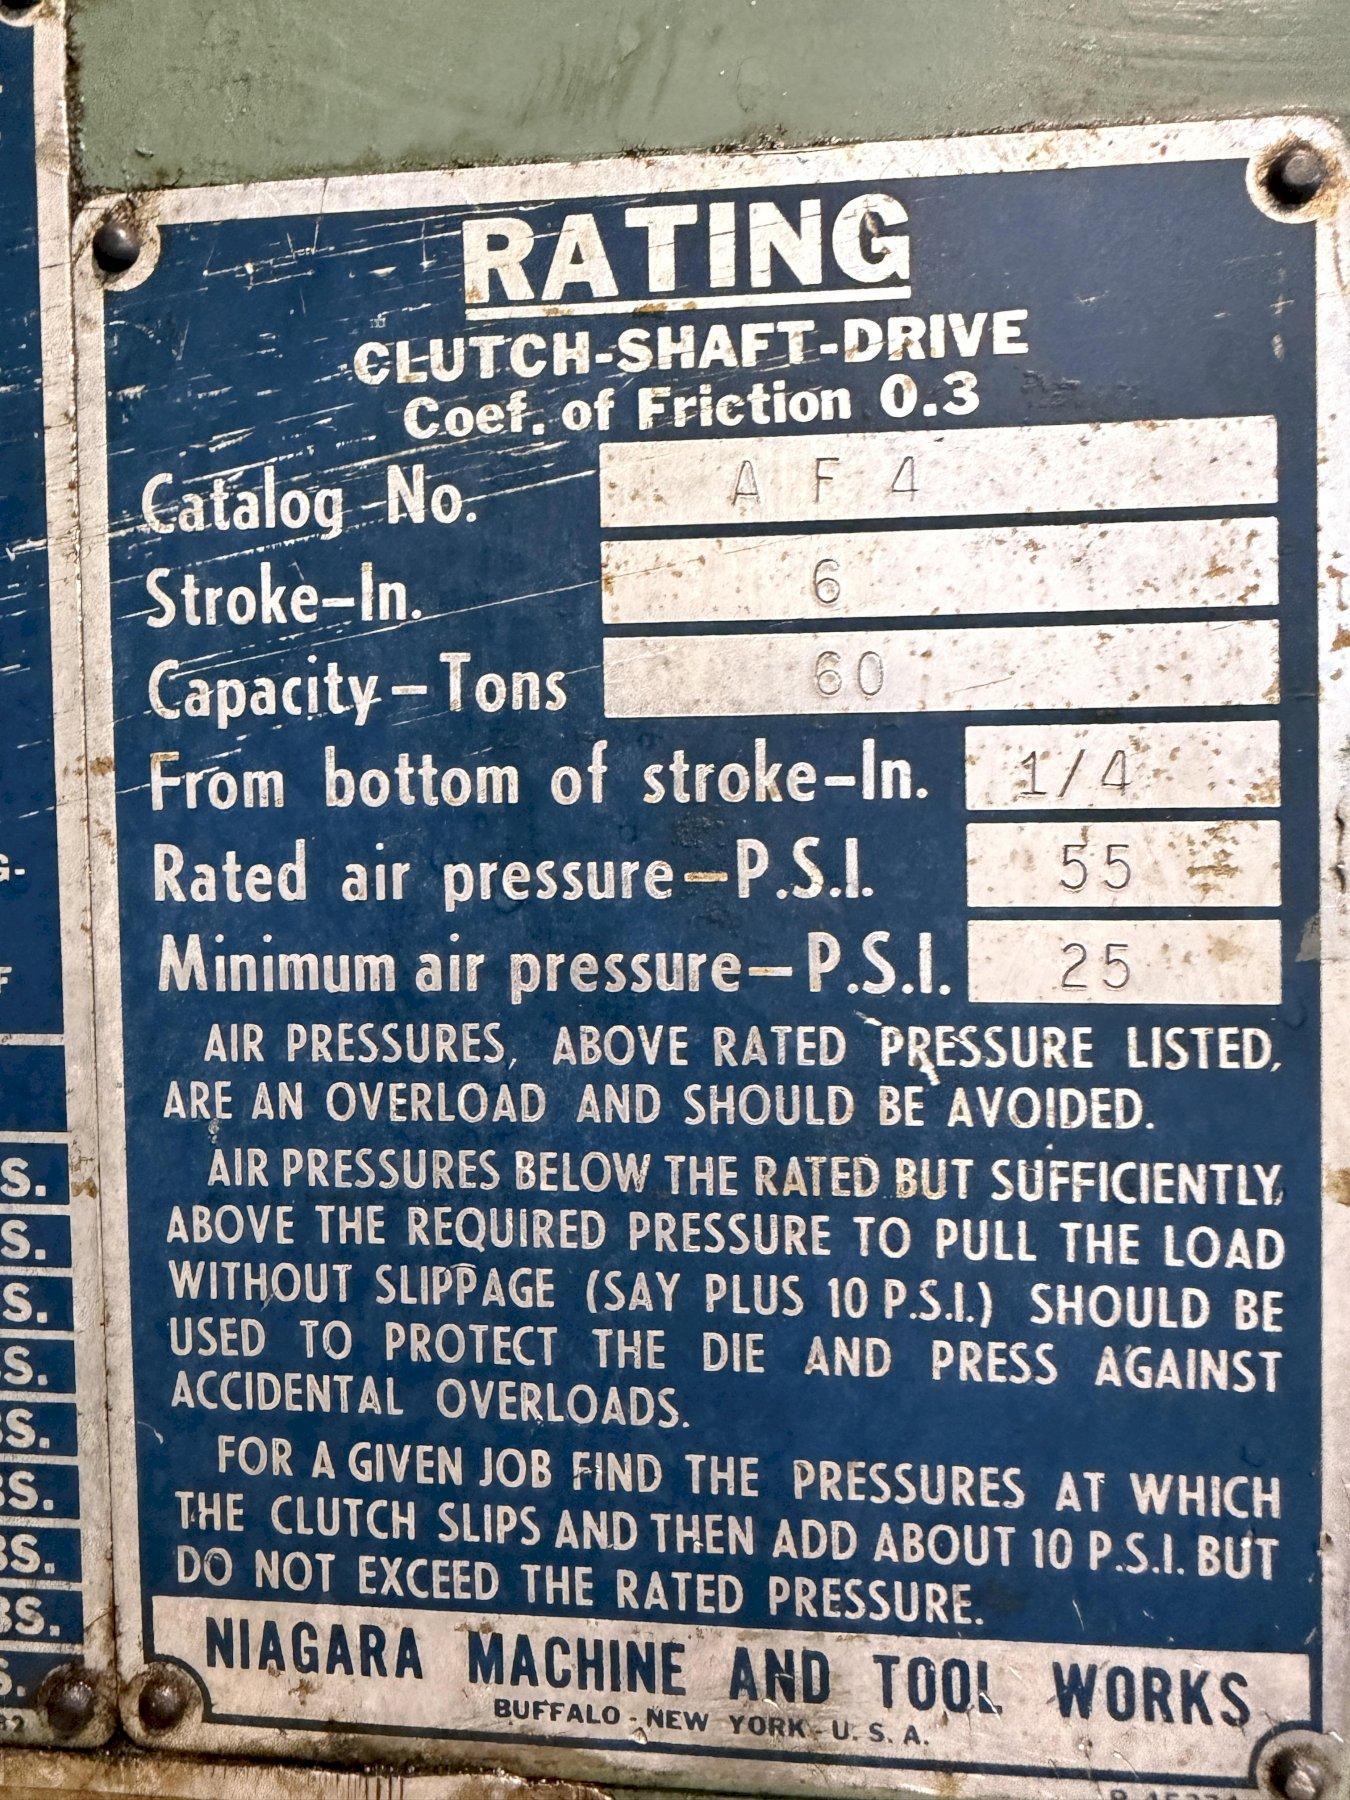 RATING
CLUTCH-SHAFT-DRIVE
Coef. of Friction 0.3
Catalog No. A F 4
Stroke-In. 6
Capacity-Tons 60
From bottom of stroke-In. 1/4
Rated air pressure-P.S.I. 55
Minimum air pressure-P.S.I. 25
AIR PRESSURES, ABOVE RATED PRESSURE LISTED,
ARE AN OVERLOAD AND SHOULD BE AVOIDED.
AIR PRESSURES BELOW THE RATED BUT SUFFICIENTLY,
ABOVE THE REQUIRED PRESSURE TO PULL THE LOAD
WITHOUT SLIPPAGE (SAY PLUS 10 P.S.I.) SHOULD BE
USED TO PROTECT THE DIE AND PRESS AGAINST
ACCIDENTAL OVERLOADS.
FOR A GIVEN JOB FIND THE PRESSURES AT WHICH
THE CLUTCH SLIPS AND THEN ADD ABOUT 10 P.S.I. BUT
DO NOT EXCEED THE RATED PRESSURE.
NIAGARA MACHINE AND TOOL WORKS
BUFFALO - NEW YORK - U. S. A.